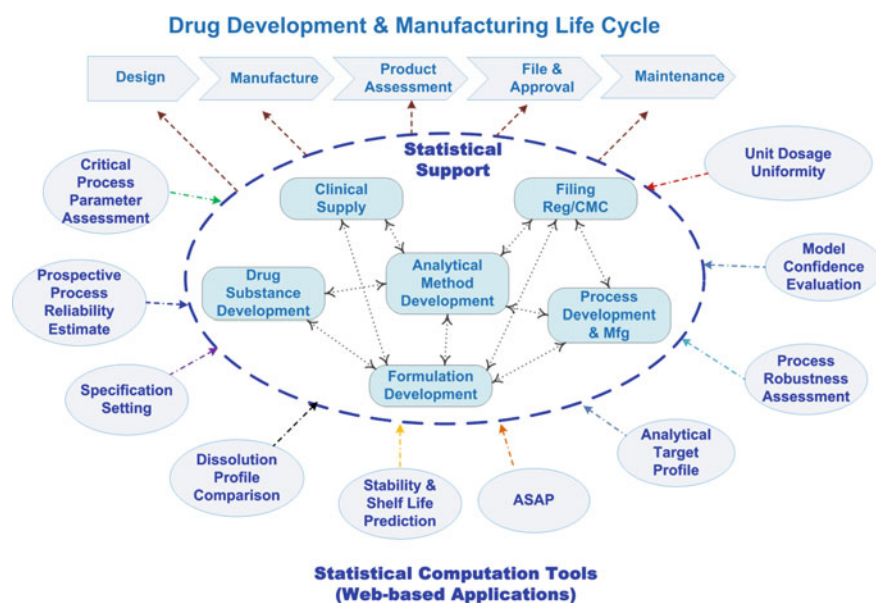 Drug Development & Manufacturing Life Cycle
Design
Manufacture
Product
Assessment
File &
Approval
Maintenance
Statistical
Support
Critical
Process
Parameter
Assessment
Clinical
Supply
Filing
Reg/CMC
Unit Dosage
Uniformity
Prospective
Process
Reliability
Estimate
Drug
Substance
Development
Analytical
Method
Development
Process
Development
& Mfg
Model
Confidence
Evaluation
Specification
Setting
Formulation
Development
Process
Robustness
Assessment
Dissolution
Profile
Comparison
Stability &
Shelf Life
Prediction
ASAP
Analytical
Target
Profile
Statistical Computation Tools
(Web-based Applications)